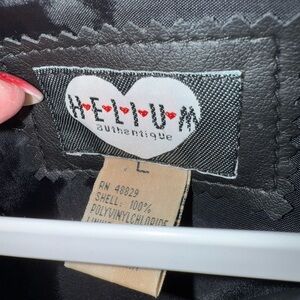 H♥E♥L♥I♥U♥M
authentique
L
RN 48829
SHELL: 100%
POLYVINYLCHLORIDE